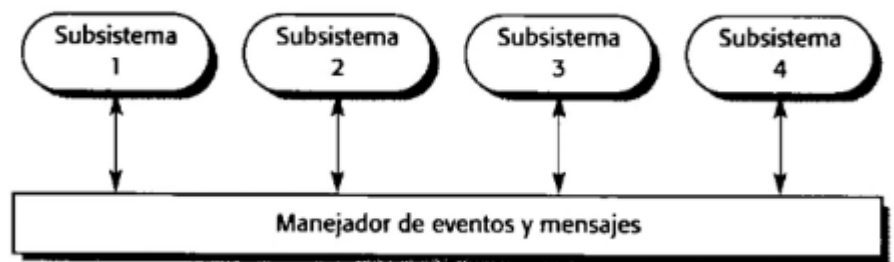 Subsistema
1
Subsistema
2
Subsistema
3
Subsistema
4
Manejador de eventos y mensajes